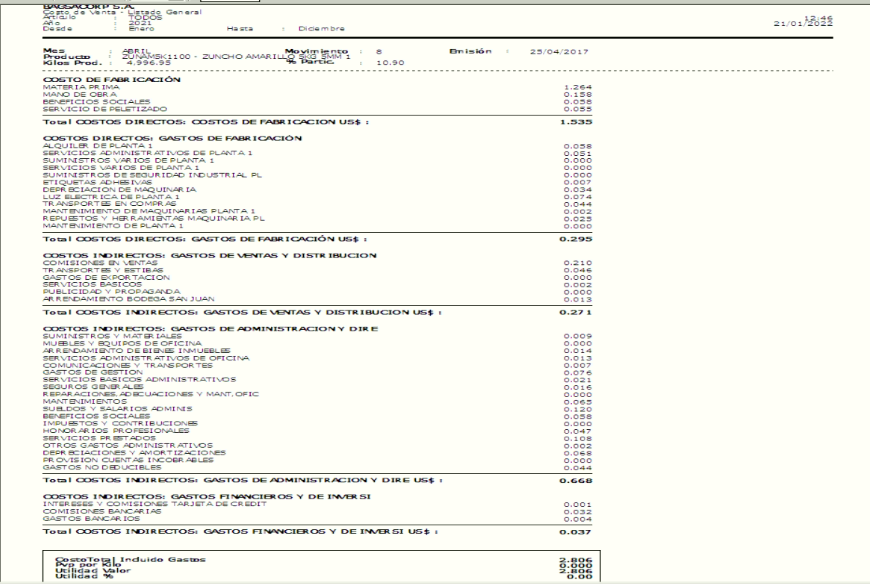 BAGSACORP S.A.
Costo de Venta - Listado General
Artículo : TODOS 12:46
Año : 2021 21/01/2022
Desde : Enero Hasta : Diciembre
Mes : ABRIL Movimiento : 8 Emisión : 25/04/2017
Producto : ZUNAMSK1100 - ZUNCHO AMARILLO 5KG 5MM 1
Kilos Prod. : 4,996.95 % Partic. : 10.90
COSTO DE FABRICACIÓN
MATERIA PRIMA 1.264
MANO DE OBRA 0.158
BENEFICIOS SOCIALES 0.058
SERVICIO DE PELETIZADO 0.055
Total COSTOS DIRECTOS: COSTOS DE FABRICACION US$ : 1.535
COSTOS DIRECTOS: GASTOS DE FABRICACIÓN
ALQUILER DE PLANTA 1 0.058
SERVICIOS ADMINISTRATIVOS DE PLANTA 1 0.051
SUMINISTROS VARIOS DE PLANTA 1 0.000
SERVICIOS VARIOS DE PLANTA 1 0.000
SUMINISTROS DE SEGURIDAD INDUSTRIAL PL 0.000
ETIQUETAS ADHESIVAS 0.007
DEPRECIACION DE MAQUINARIA 0.034
LUZ ELECTRICA DE PLANTA 1 0.074
TRANSPORTES EN COMPRAS 0.044
MANTENIMIENTO DE MAQUINARIAS PLANTA 1 0.002
REPUESTOS Y HERRAMIENTAS MAQUINARIA PL 0.025
MANTENIMIENTO DE PLANTA 1 0.000
Total COSTOS DIRECTOS: GASTOS DE FABRICACIÓN US$ : 0.295
COSTOS INDIRECTOS: GASTOS DE VENTAS Y DISTRIBUCION
COMISIONES EN VENTAS 0.210
TRANSPORTES Y ESTIBAS 0.046
GASTOS DE EXPORTACION 0.000
SERVICIOS BASICOS 0.002
PUBLICIDAD Y PROPAGANDA 0.000
ARRENDAMIENTO BODEGA SAN JUAN 0.013
Total COSTOS INDIRECTOS: GASTOS DE VENTAS Y DISTRIBUCION US$ : 0.271
COSTOS INDIRECTOS: GASTOS DE ADMINISTRACION Y DIRE
SUMINISTROS Y MATERIALES 0.009
MUEBLES Y EQUIPOS DE OFICINA 0.000
ARRENDAMIENTO DE BIENES INMUEBLES 0.014
SERVICIOS ADMINISTRATIVOS DE OFICINA 0.013
COMUNICACIONES Y TRANSPORTES 0.007
GASTOS DE GESTION 0.076
SERVICIOS BASICOS ADMINISTRATIVOS 0.021
SEGUROS GENERALES 0.016
REPARACIONES, ADECUACIONES Y MANT. OFIC 0.000
MANTENIMIENTOS 0.065
SUELDOS Y SALARIOS ADMINIS 0.120
BENEFICIOS SOCIALES 0.058
IMPUESTOS Y CONTRIBUCIONES 0.000
HONORARIOS PROFESIONALES 0.047
SERVICIOS PRESTADOS 0.108
OTROS GASTOS ADMINISTRATIVOS 0.002
DEPRECIACIONES Y AMORTIZACIONES 0.068
PROVISION CUENTAS INCOBRABLES 0.000
GASTOS NO DEDUCIBLES 0.044
Total COSTOS INDIRECTOS: GASTOS DE ADMINISTRACION Y DIRE US$ : 0.668
COSTOS INDIRECTOS: GASTOS FINANCIEROS Y DE INVERSI
INTERESES Y COMISIONES TARJETA DE CREDIT 0.001
COMISIONES BANCARIAS 0.032
GASTOS BANCARIOS 0.004
Total COSTOS INDIRECTOS: GASTOS FINANCIEROS Y DE INVERSI US$ : 0.037
CostoTotal Incluido Gastos 2.806
Pvp por Kilo 0.000
Utilidad Valor 2.806
Utilidad % 0.00